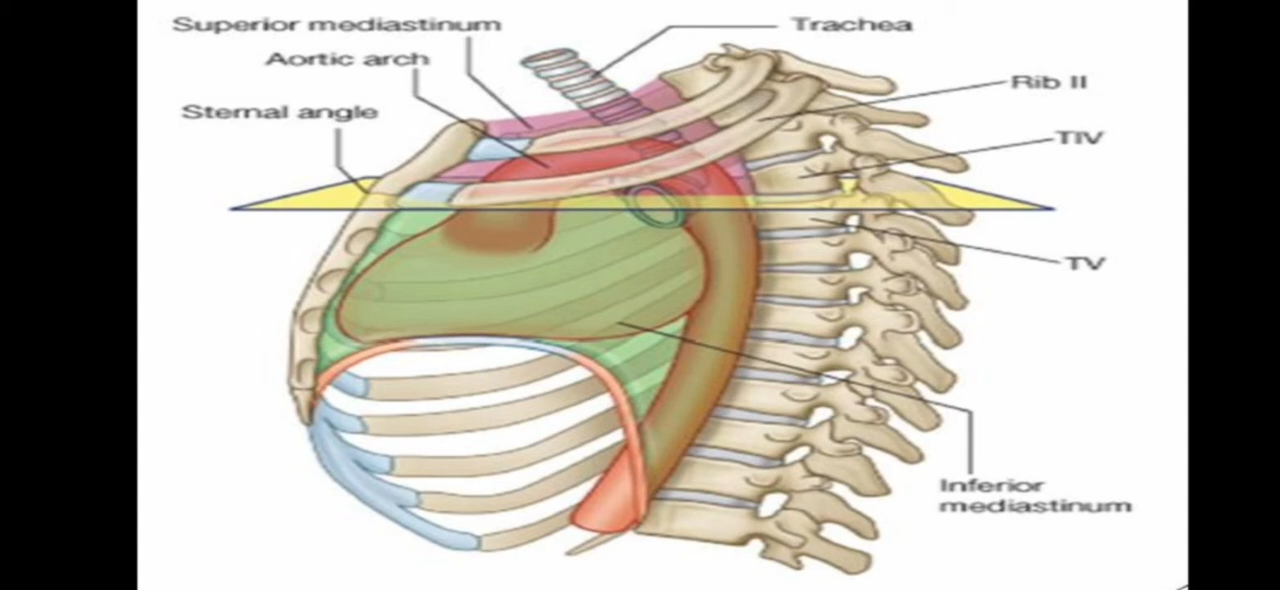 Superior mediastinum
Trachea
Aortic arch
Rib II
Sternal angle
TIV
TV
Inferior
mediastinum